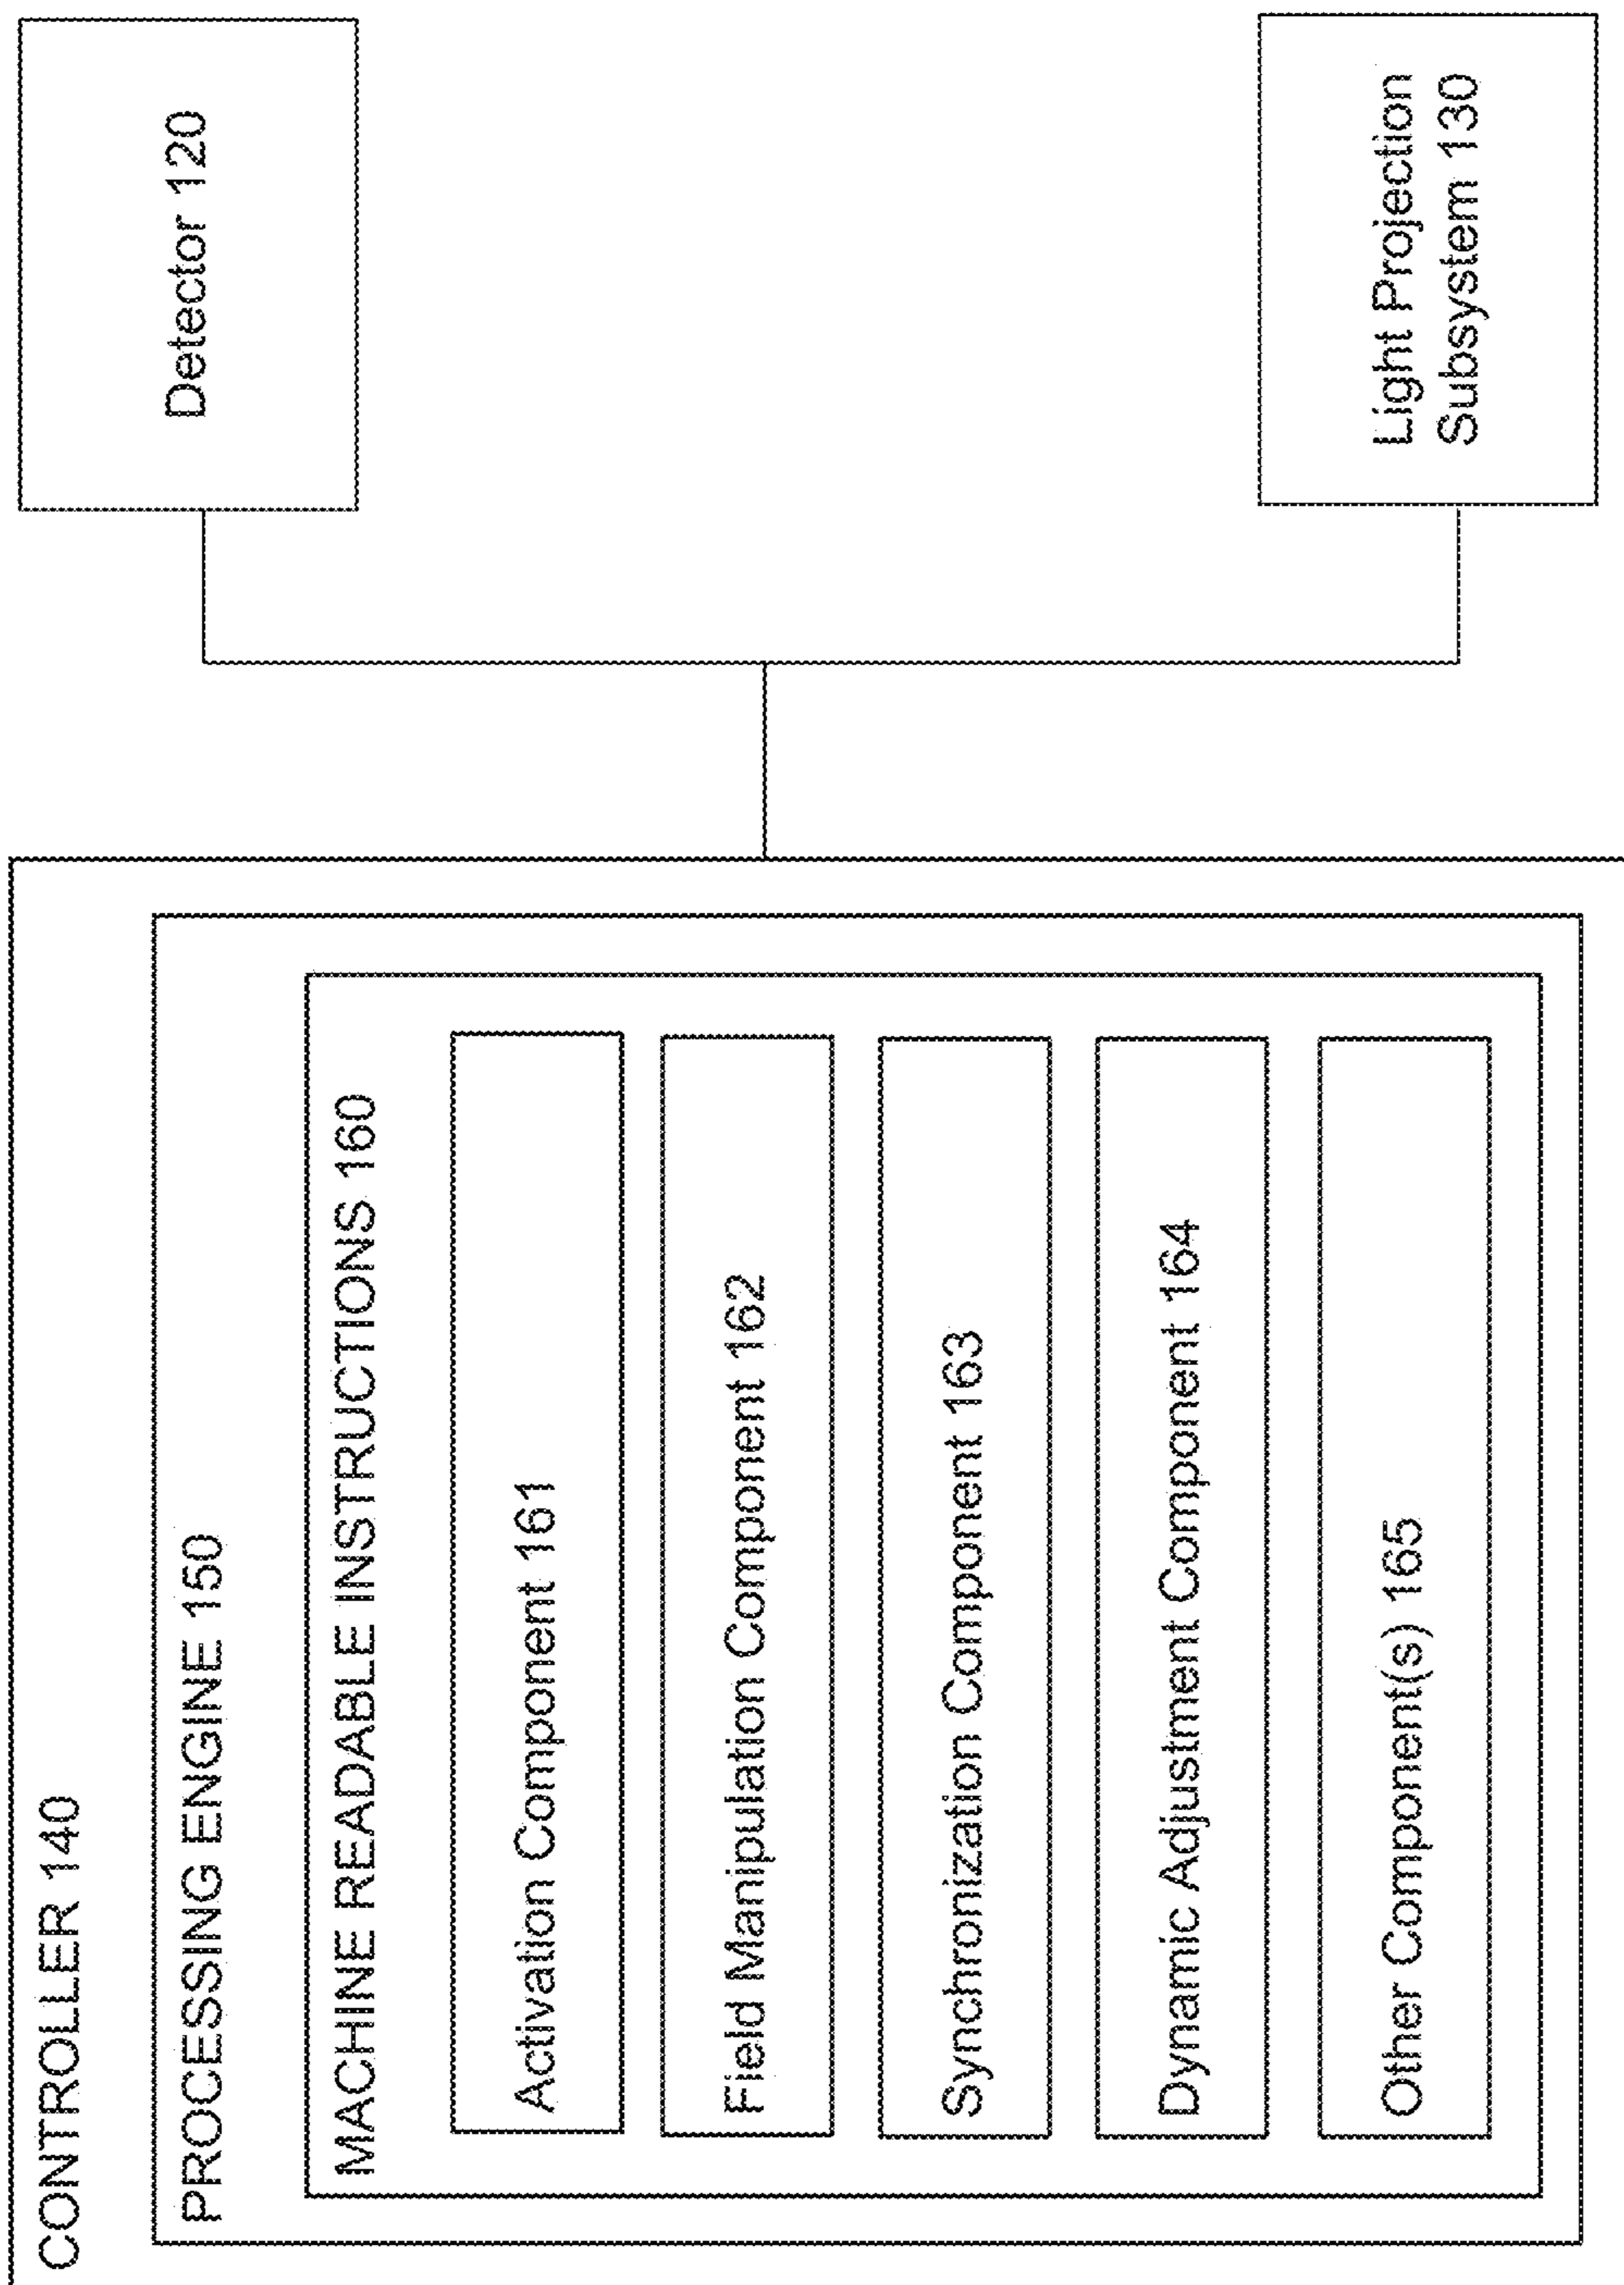 CONTROLLER 140
PROCESSING ENGINE 150
MACHINE READABLE INSTRUCTIONS 160
Activation Component 161
Field Manipulation Component 162
Synchronization Component 163
Dynamic Adjustment Component 164
Other Component(s) 165
Detector 120
Light Projection
Subsystem 130